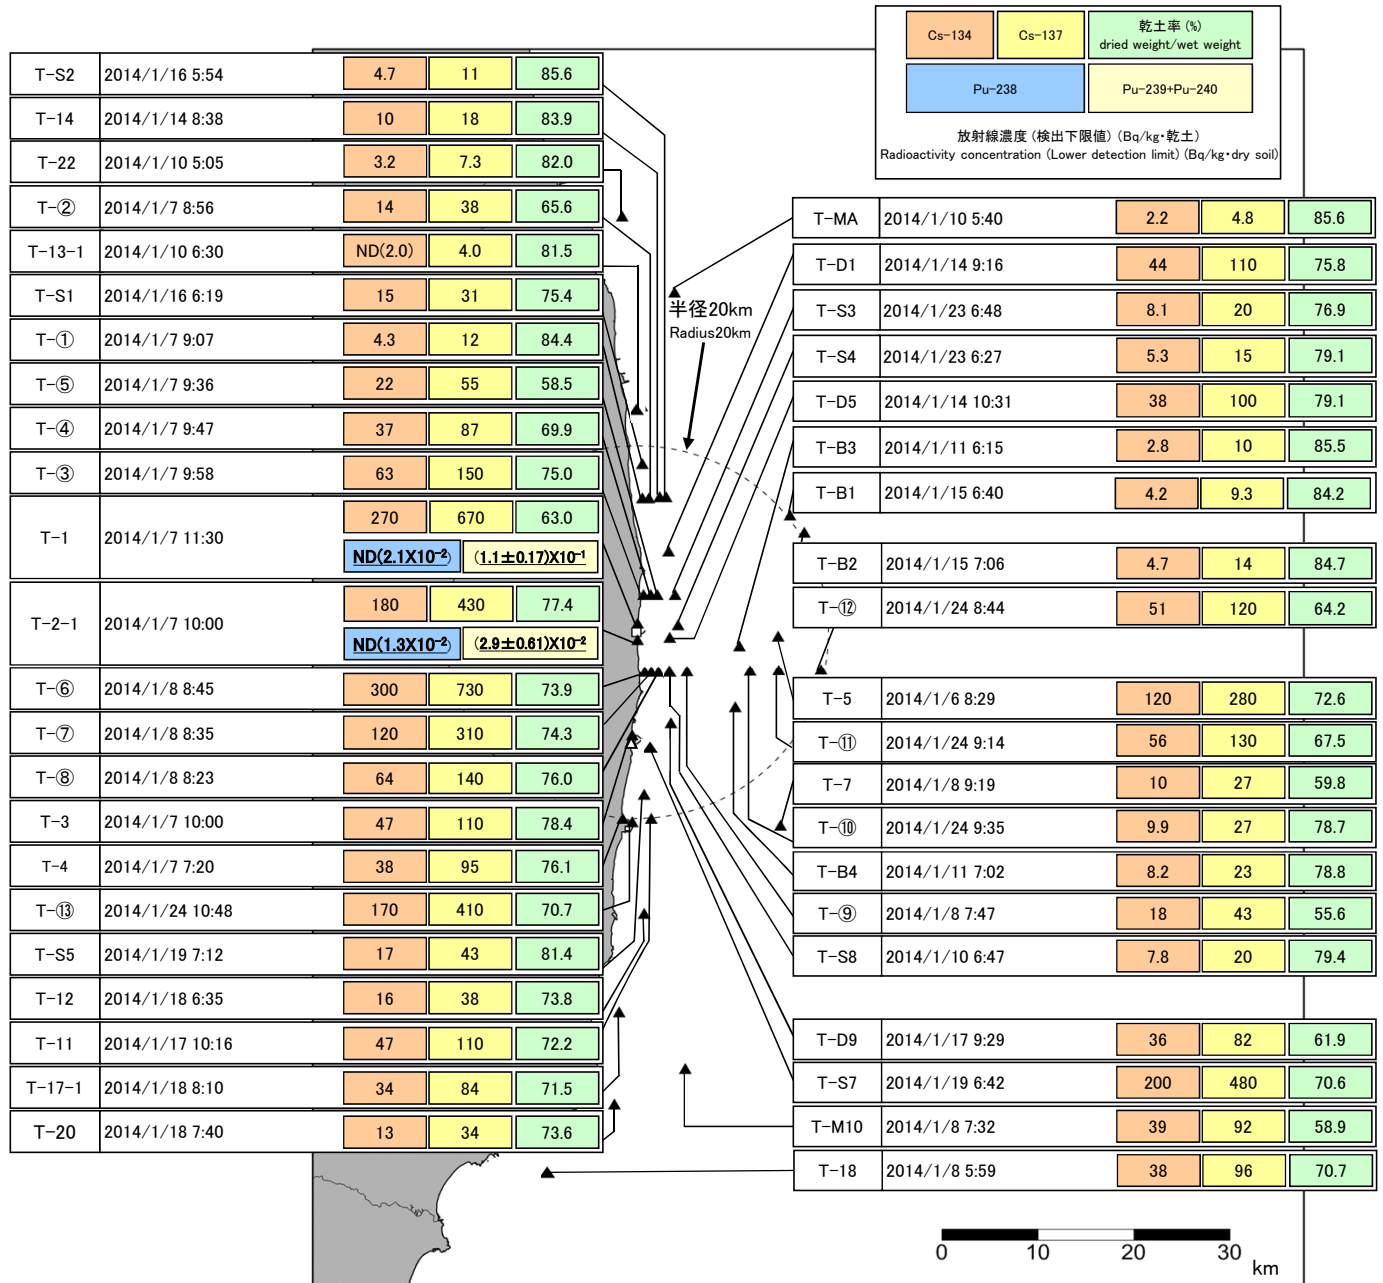 Cs-134 Cs-137 乾土率 (%)
dried weight/wet weight
Pu-238 Pu-239+Pu-240
放射線濃度 (検出下限値) (Bq/kg・乾土)
Radioactivity concentration (Lower detection limit) (Bq/kg・dry soil)
T-S2 2014/1/16 5:54 4.7 11 85.6
T-14 2014/1/14 8:38 10 18 83.9
T-22 2014/1/10 5:05 3.2 7.3 82.0
T-② 2014/1/7 8:56 14 38 65.6
T-13-1 2014/1/10 6:30 ND(2.0) 4.0 81.5
T-S1 2014/1/16 6:19 15 31 75.4
T-① 2014/1/7 9:07 4.3 12 84.4
T-⑤ 2014/1/7 9:36 22 55 58.5
T-④ 2014/1/7 9:47 37 87 69.9
T-③ 2014/1/7 9:58 63 150 75.0
T-1 2014/1/7 11:30 270 670 63.0
ND(2.1X10⁻²) (1.1±0.17)X10⁻¹
T-2-1 2014/1/7 10:00 180 430 77.4
ND(1.3X10⁻²) (2.9±0.61)X10⁻²
T-⑥ 2014/1/8 8:45 300 730 73.9
T-⑦ 2014/1/8 8:35 120 310 74.3
T-⑧ 2014/1/8 8:23 64 140 76.0
T-3 2014/1/7 10:00 47 110 78.4
T-4 2014/1/7 7:20 38 95 76.1
T-⑬ 2014/1/24 10:48 170 410 70.7
T-S5 2014/1/19 7:12 17 43 81.4
T-12 2014/1/18 6:35 16 38 73.8
T-11 2014/1/17 10:16 47 110 72.2
T-17-1 2014/1/18 8:10 34 84 71.5
T-20 2014/1/18 7:40 13 34 73.6
半径20km
Radius20km
T-MA 2014/1/10 5:40 2.2 4.8 85.6
T-D1 2014/1/14 9:16 44 110 75.8
T-S3 2014/1/23 6:48 8.1 20 76.9
T-S4 2014/1/23 6:27 5.3 15 79.1
T-D5 2014/1/14 10:31 38 100 79.1
T-B3 2014/1/11 6:15 2.8 10 85.5
T-B1 2014/1/15 6:40 4.2 9.3 84.2
T-B2 2014/1/15 7:06 4.7 14 84.7
T-⑫ 2014/1/24 8:44 51 120 64.2
T-5 2014/1/6 8:29 120 280 72.6
T-⑪ 2014/1/24 9:14 56 130 67.5
T-7 2014/1/8 9:19 10 27 59.8
T-⑩ 2014/1/24 9:35 9.9 27 78.7
T-B4 2014/1/11 7:02 8.2 23 78.8
T-⑨ 2014/1/8 7:47 18 43 55.6
T-S8 2014/1/10 6:47 7.8 20 79.4
T-D9 2014/1/17 9:29 36 82 61.9
T-S7 2014/1/19 6:42 200 480 70.6
T-M10 2014/1/8 7:32 39 92 58.9
T-18 2014/1/8 5:59 38 96 70.7
0 10 20 30
km